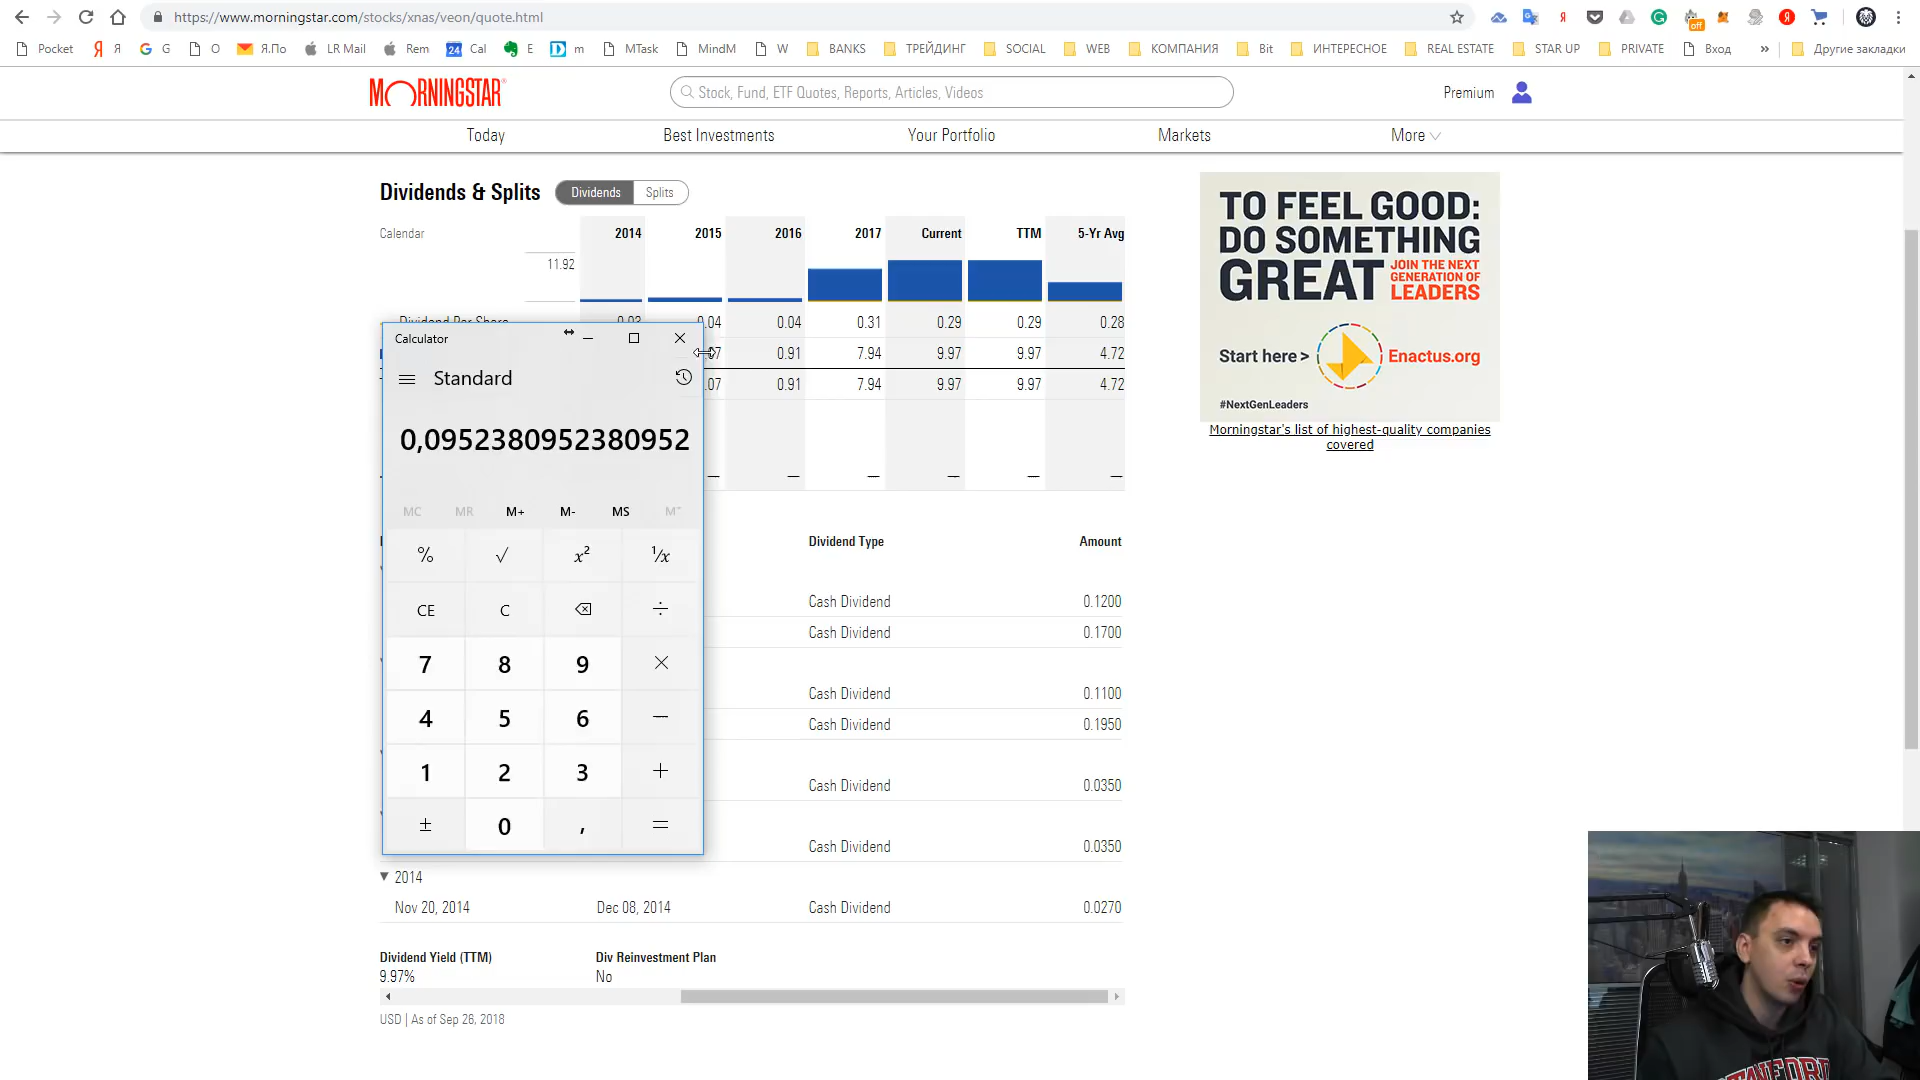 https://www.morningstar.com/stocks/xnas/veon/quote.html
Pocket Я G O Я.По LR Mail Rem Cal E m MTask MindM W BANKS ТРЕЙДИНГ SOCIAL WEB КОМПАНИЯ Bit ИНТЕРЕСНОЕ REAL ESTATE STAR UP PRIVATE Вход » Другие закладки
MORNINGSTAR
Stock, Fund, ETF Quotes, Reports, Articles, Videos
Premium
Today Best Investments Your Portfolio Markets More
Dividends & Splits Dividends Splits
Calendar 2014 2015 2016 2017 Current TTM 5-Yr Avg
11.92
0.04 0.31 0.29 0.29 0.28
0.91 7.94 9.97 9.97 4.72
.07 0.91 7.94 9.97 9.97 4.72
— — — — — —
Calculator
Standard
0,0952380952380952
MC MR M+ M- MS
% √ x² ¹/x
CE C ÷
7 8 9 ×
4 5 6 −
1 2 3 +
± 0 , =
Dividend Type Amount
Cash Dividend 0.1200
Cash Dividend 0.1700
Cash Dividend 0.1100
Cash Dividend 0.1950
Cash Dividend 0.0350
Cash Dividend 0.0350
2014
Nov 20, 2014 Dec 08, 2014 Cash Dividend 0.0270
Dividend Yield (TTM) Div Reinvestment Plan
9.97% No
USD | As of Sep 26, 2018
TO FEEL GOOD:
DO SOMETHING
GREAT JOIN THE NEXT
GENERATION OF
LEADERS
Start here > Enactus.org
#NextGenLeaders
Morningstar's list of highest-quality companies
covered